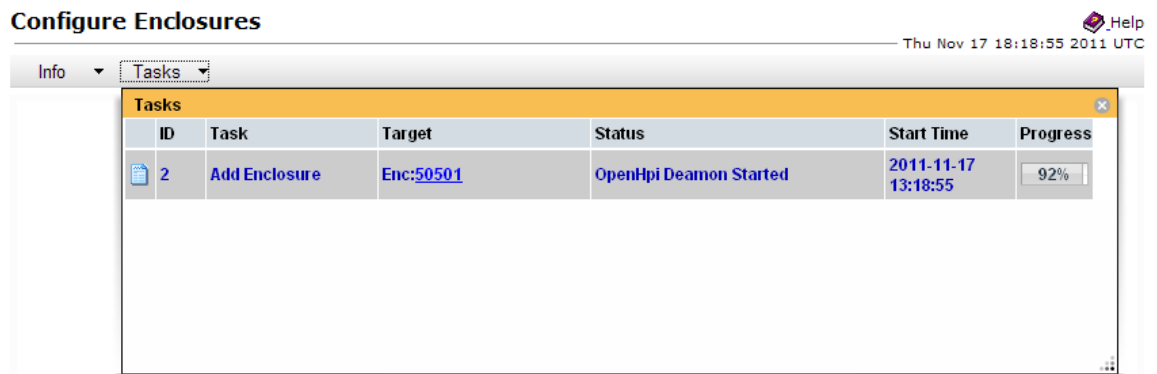 Configure Enclosures
Help
Thu Nov 17 18:18:55 2011 UTC
Info Tasks
Tasks
ID Task Target Status Start Time Progress
2 Add Enclosure Enc:50501 OpenHpi Deamon Started 2011-11-17 13:18:55 92%